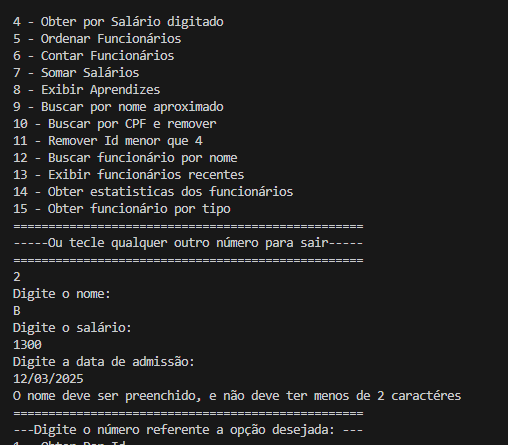 4 - Obter por Salário digitado
5 - Ordenar Funcionários
6 - Contar Funcionários
7 - Somar Salários
8 - Exibir Aprendizes
9 - Buscar por nome aproximado
10 - Buscar por CPF e remover
11 - Remover Id menor que 4
12 - Buscar funcionário por nome
13 - Exibir funcionários recentes
14 - Obter estatisticas dos funcionários
15 - Obter funcionário por tipo
==================================================
-----Ou tecle qualquer outro número para sair-----
==================================================
2
Digite o nome:
B
Digite o salário:
1300
Digite a data de admissão:
12/03/2025
O nome deve ser preenchido, e não deve ter menos de 2 caractéres
==================================================
---Digite o número referente a opção desejada: ---
1 - Obter Por Id